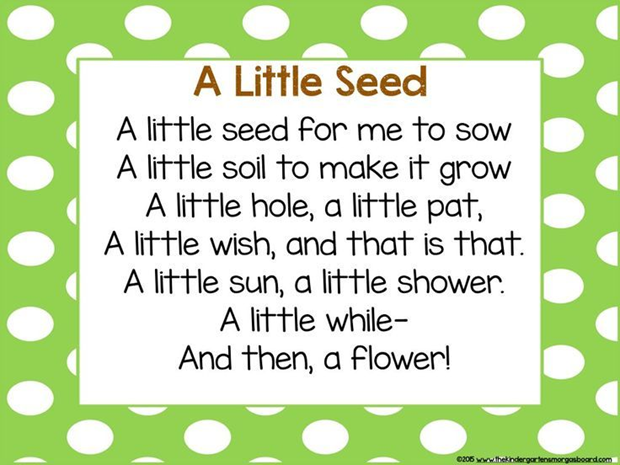 A Little Seed
A little seed for me to sow
A little soil to make it grow
A little hole, a little pat,
A little wish, and that is that.
A little sun, a little shower.
A little while-
And then, a flower!
©2015 www.thekindergartensmorgasboard.com